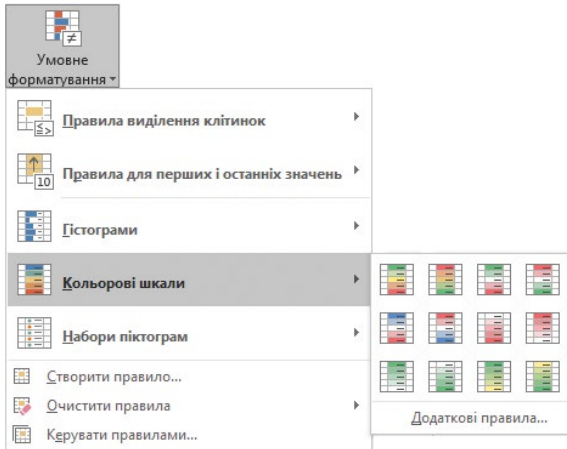 Умовне
форматування
Правила виділення клітинок
Правила для перших і останніх значень
10
Гістограми
Кольорові шкали
Набори піктограм
Створити правило...
Очистити правила
Керувати правилами...
Додаткові правила...